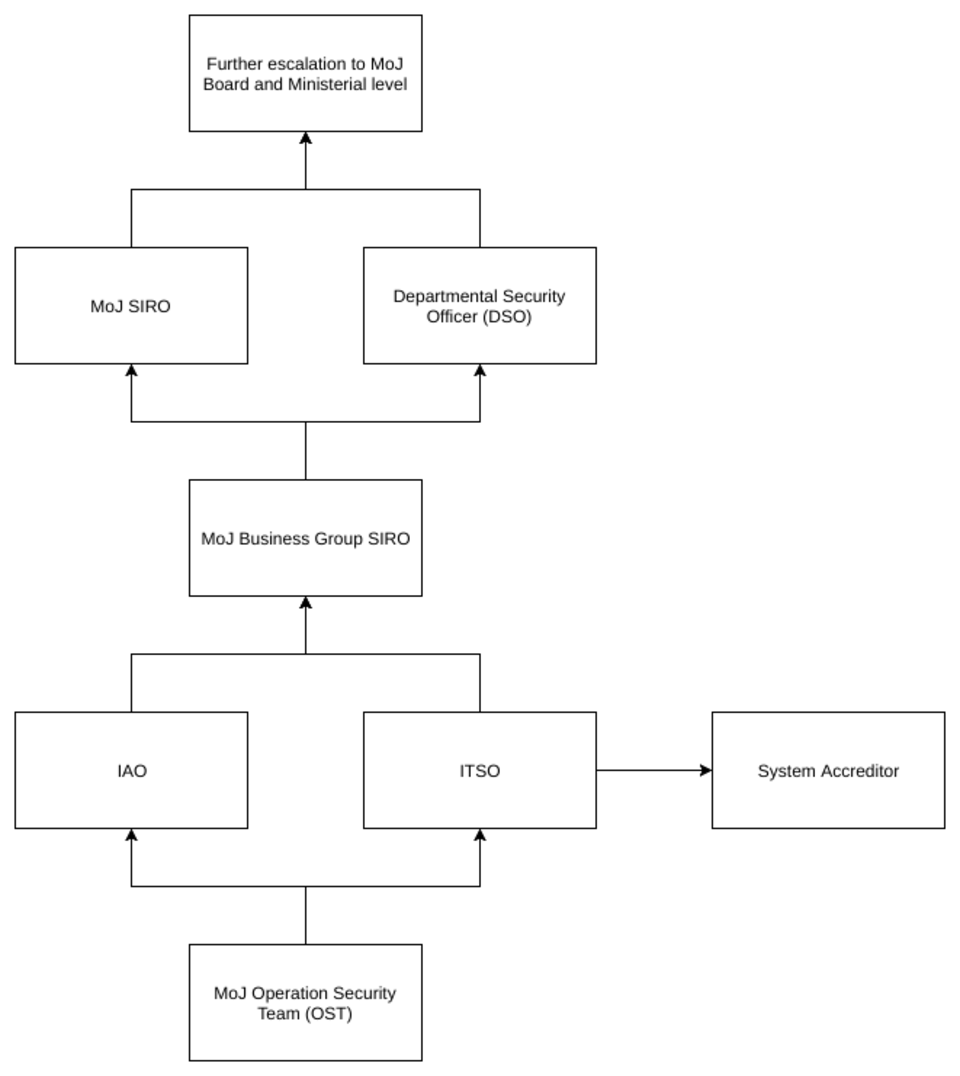 Further escalation to MoJ
Board and Ministerial level
MoJ SIRO
Departmental Security
Officer (DSO)
MoJ Business Group SIRO
IAO
ITSO
System Accreditor
MoJ Operation Security
Team (OST)